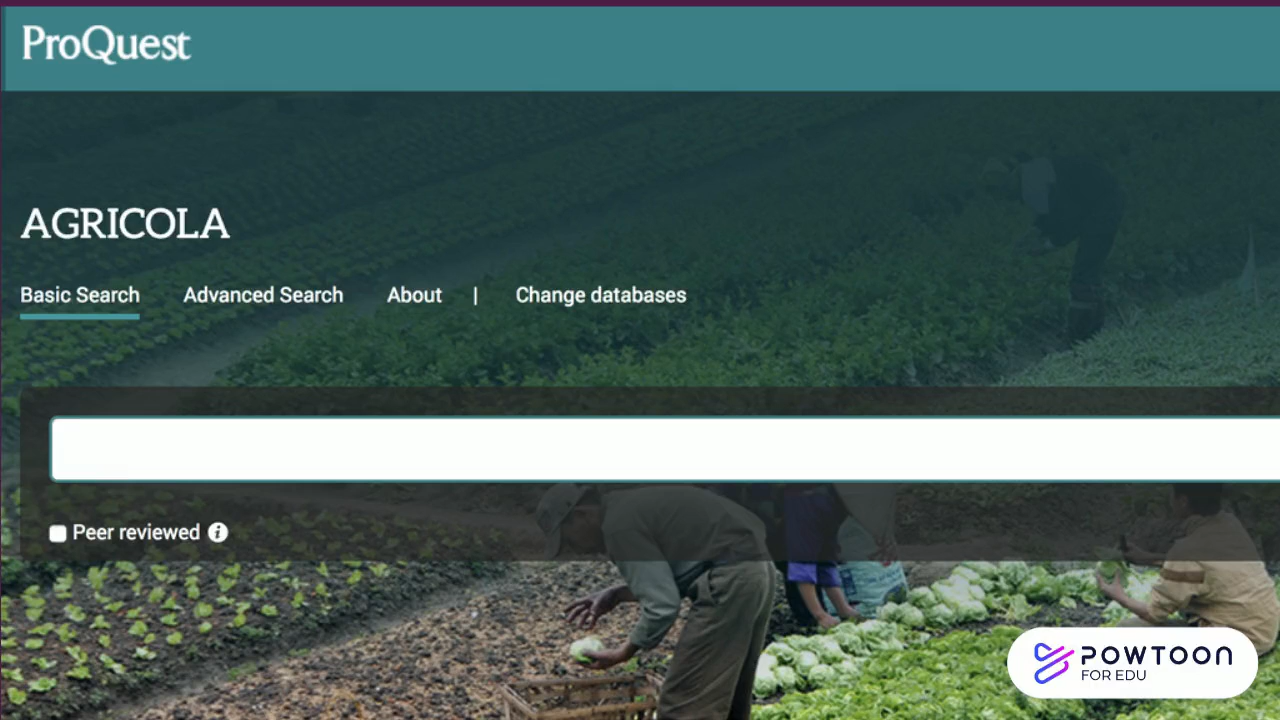 ProQuest
AGRICOLA
Basic Search Advanced Search About | Change databases
Peer reviewed i
POWTOON
FOR EDU